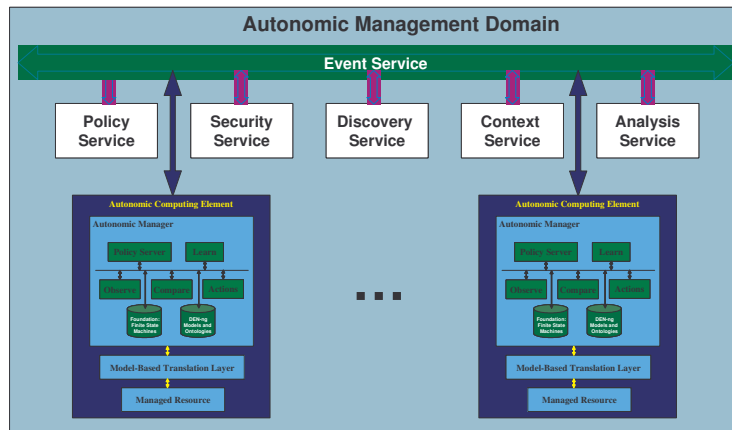 Autonomic Management Domain
Event Service
Policy
Service
Security
Service
Discovery
Service
Context
Service
Analysis
Service
Autonomic Computing Element
Autonomic Manager
Policy Server
Learn
Observe
Compare
Actions
Foundation:
Finite State
Machines
DEN-ng
Models and
Ontologies
Model-Based Translation Layer
Managed Resource
...
Autonomic Computing Element
Autonomic Manager
Policy Server
Learn
Observe
Compare
Actions
Foundation:
Finite State
Machines
DEN-ng
Models and
Ontologies
Model-Based Translation Layer
Managed Resource